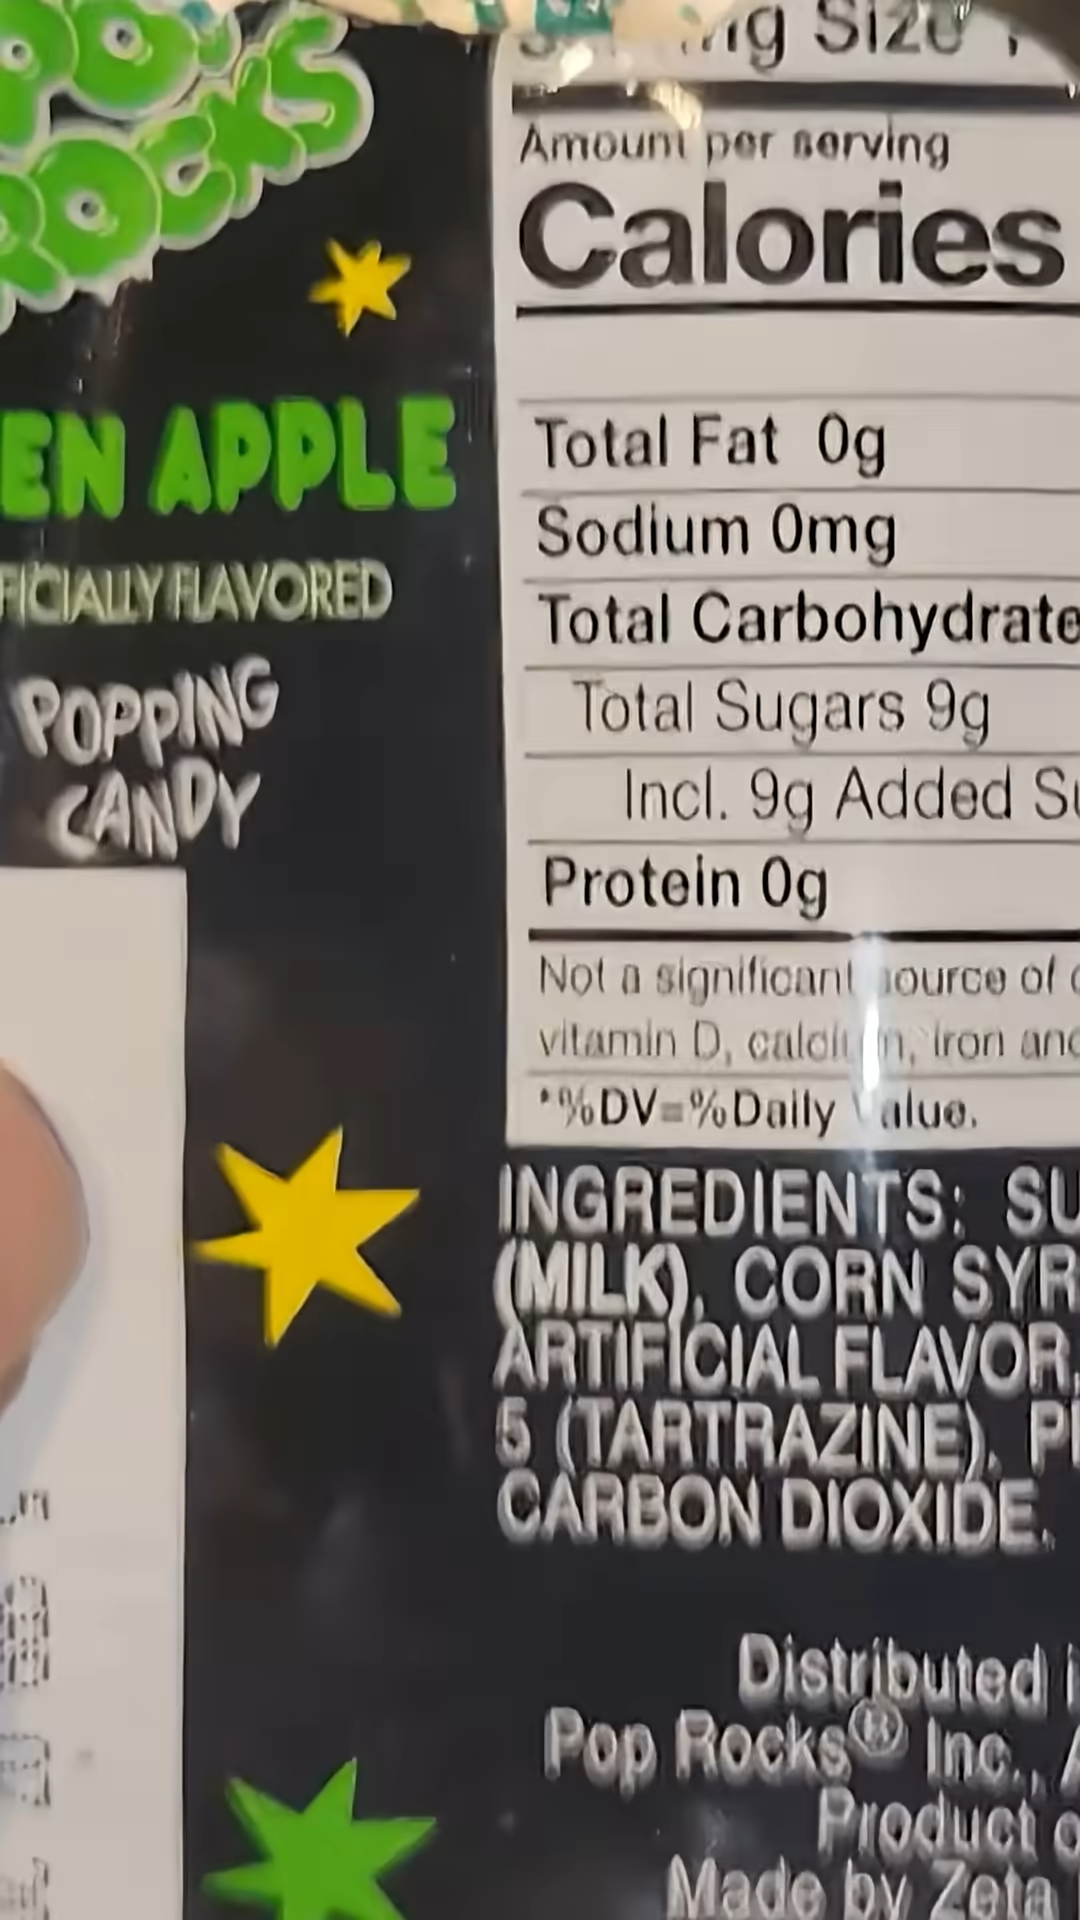 OCKS
EN APPLE
FICIALLY FLAVORED
POPPING
CANDY
Size
Amount per serving
Calories
Total Fat 0g
Sodium 0mg
Total Carbohydrate
Total Sugars 9g
Incl. 9g Added Su
Protein 0g
Not a significant source of
vitamin D, calcium, iron and
*%DV=%Daily Value.
INGREDIENTS: SU
(MILK), CORN SYR
ARTIFICIAL FLAVOR,
5 (TARTRAZINE), 
CARBON DIOXIDE.
Distributed
Pop Rocks® Inc.,
Product o
Made by Zeta